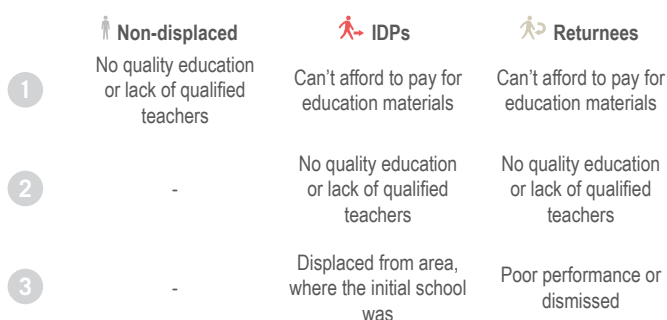 Non-displaced IDPs Returnees
1
No quality education
or lack of qualified
teachers
Can’t afford to pay for
education materials
Can’t afford to pay for
education materials
2
-
No quality education
or lack of qualified
teachers
No quality education
or lack of qualified
teachers
3
-
Displaced from area,
where the initial school
was
Poor performance or
dismissed